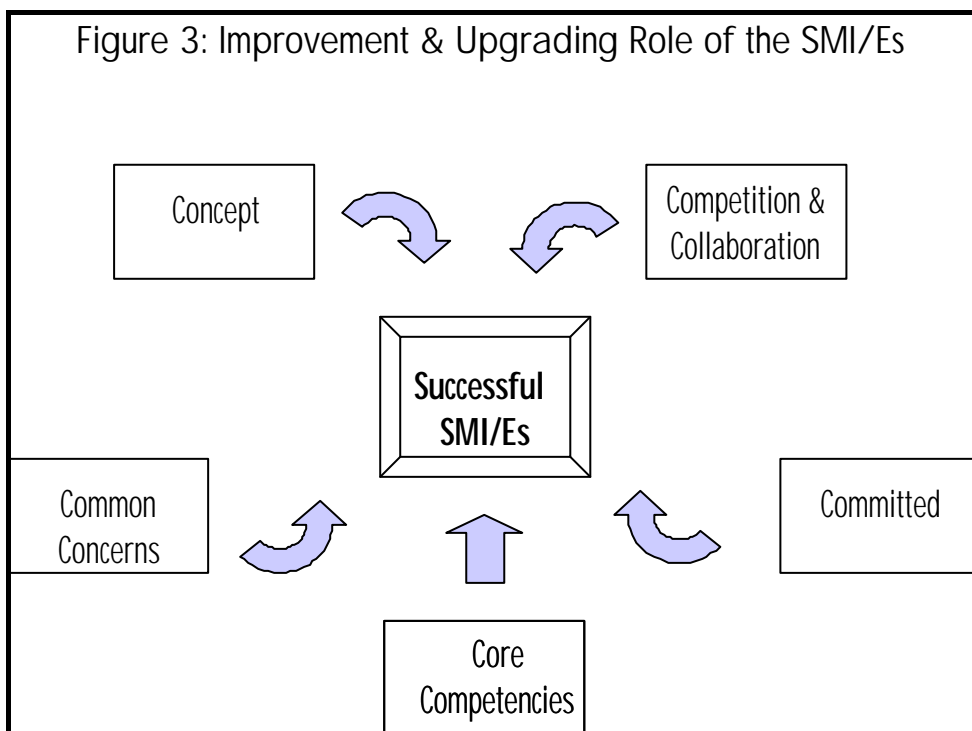 Figure 3: Improvement & Upgrading Role of the SMI/Es
Concept
Competition &
Collaboration
Successful
SMI/Es
Common
Concerns
Committed
Core
Competencies